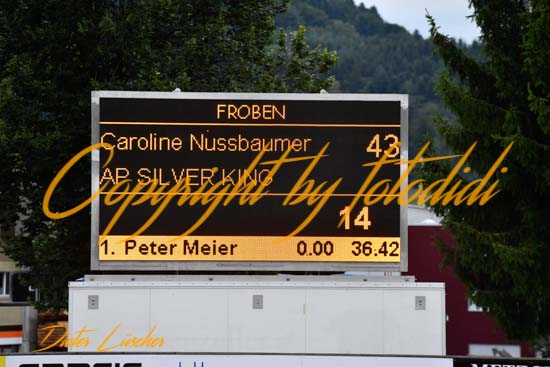 FROBEN
Caroline Nussbaumer 43
AP SILVER KING
Copyright by fotodidi
14
1. Peter Meier 0.00 36.42
Dieter Lüscher